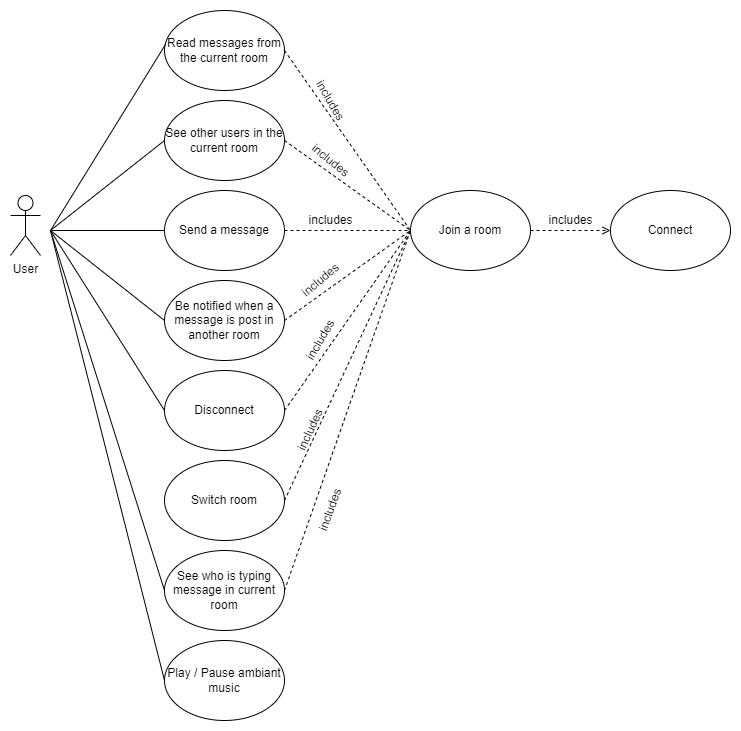 Read messages from
the current room
includes
See other users in the
current room
includes
User
Send a message
includes
Join a room
includes
Connect
Be notified when a
message is post in
another room
includes
Disconnect
includes
Switch room
includes
See who is typing
message in current
room
includes
Play / Pause ambiant
music